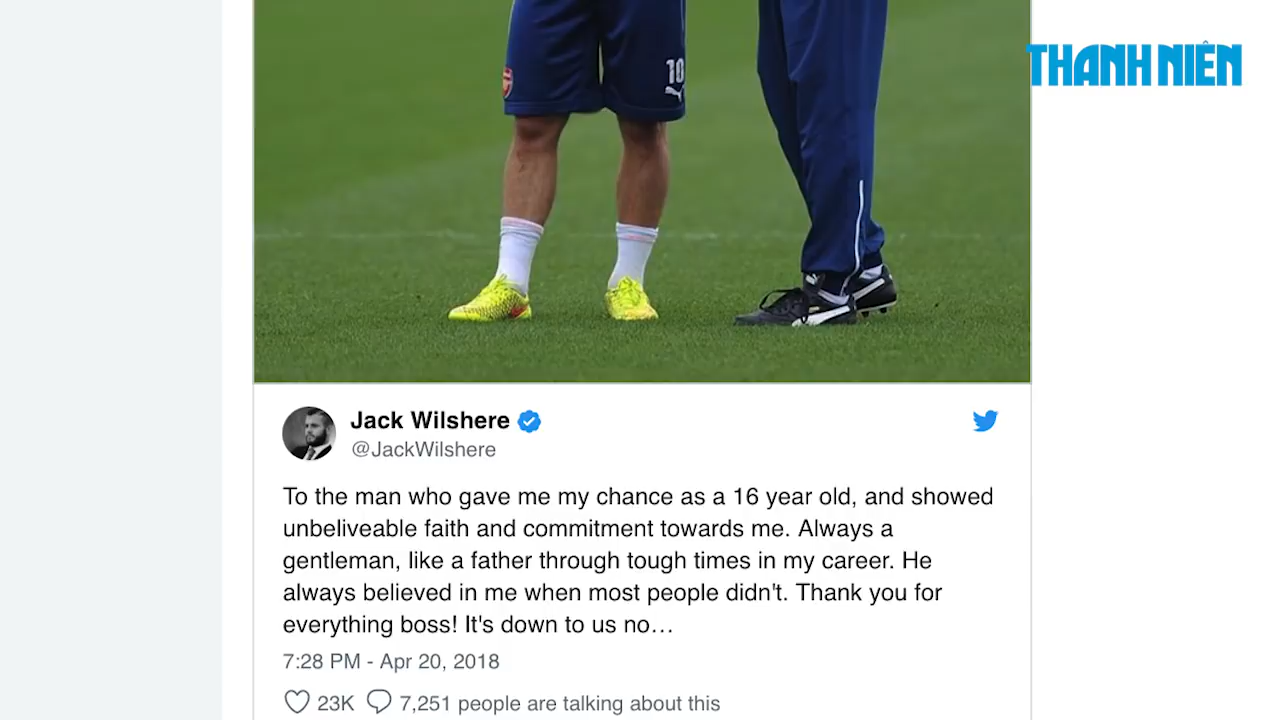 THANH NIÊN
10
Jack Wilshere
@JackWilshere
To the man who gave me my chance as a 16 year old, and showed
unbeliveable faith and commitment towards me. Always a
gentleman, like a father through tough times in my career. He
always believed in me when most people didn't. Thank you for
everything boss! It's down to us no…
7:28 PM - Apr 20, 2018
23K 7,251 people are talking about this